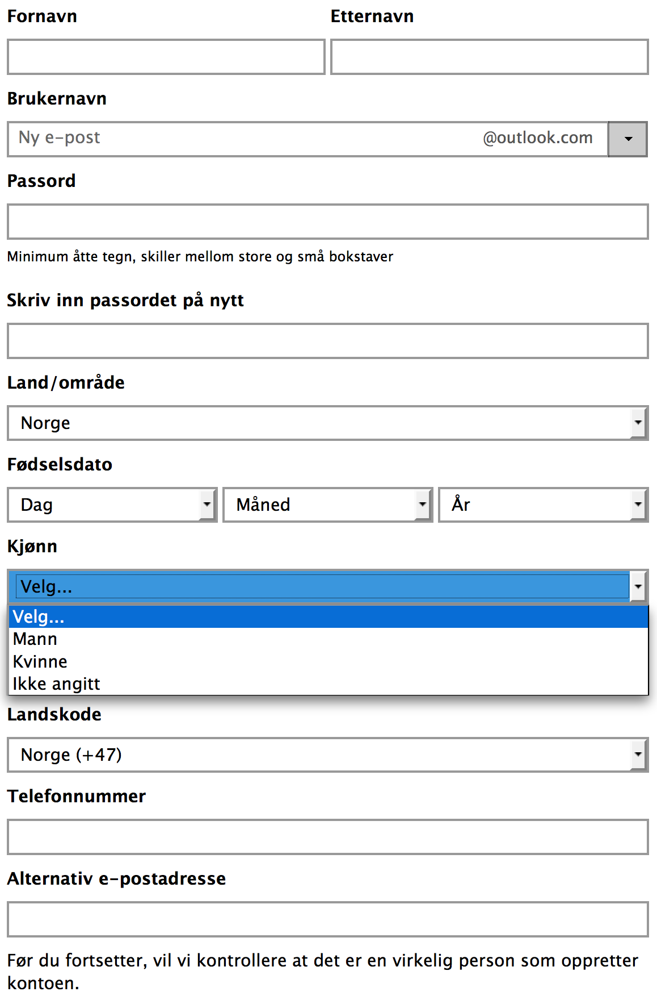 Fornavn Etternavn
Brukernavn
Ny e-post @outlook.com
Passord
Minimum åtte tegn, skiller mellom store og små bokstaver
Skriv inn passordet på nytt
Land/område
Norge
Fødselsdato
Dag Måned År
Kjønn
Velg...
Velg...
Mann
Kvinne
Ikke angitt
Landskode
Norge (+47)
Telefonnummer
Alternativ e-postadresse
Før du fortsetter, vil vi kontrollere at det er en virkelig person som oppretter
kontoen.